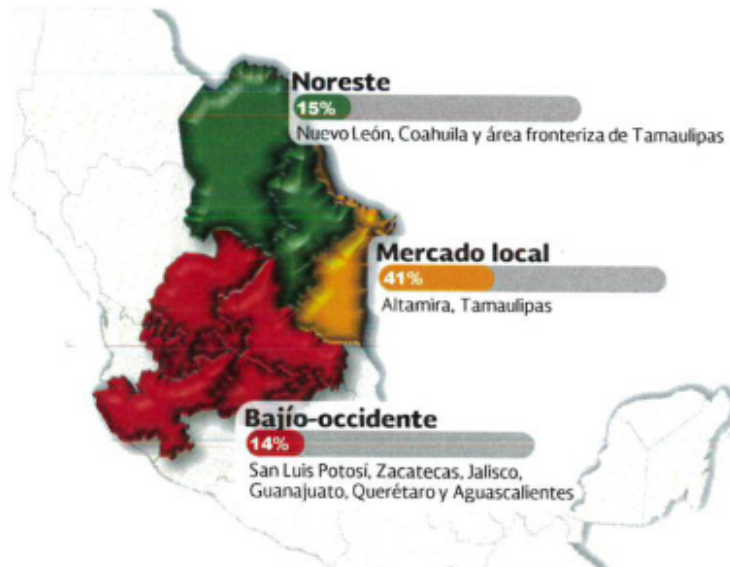 Noreste
15%
Nuevo León, Coahuila y área fronteriza de Tamaulipas
Mercado local
41%
Altamira, Tamaulipas
Bajío-occidente
14%
San Luis Potosí, Zacatecas, Jalisco,
Guanajuato, Querétaro y Aguascalientes